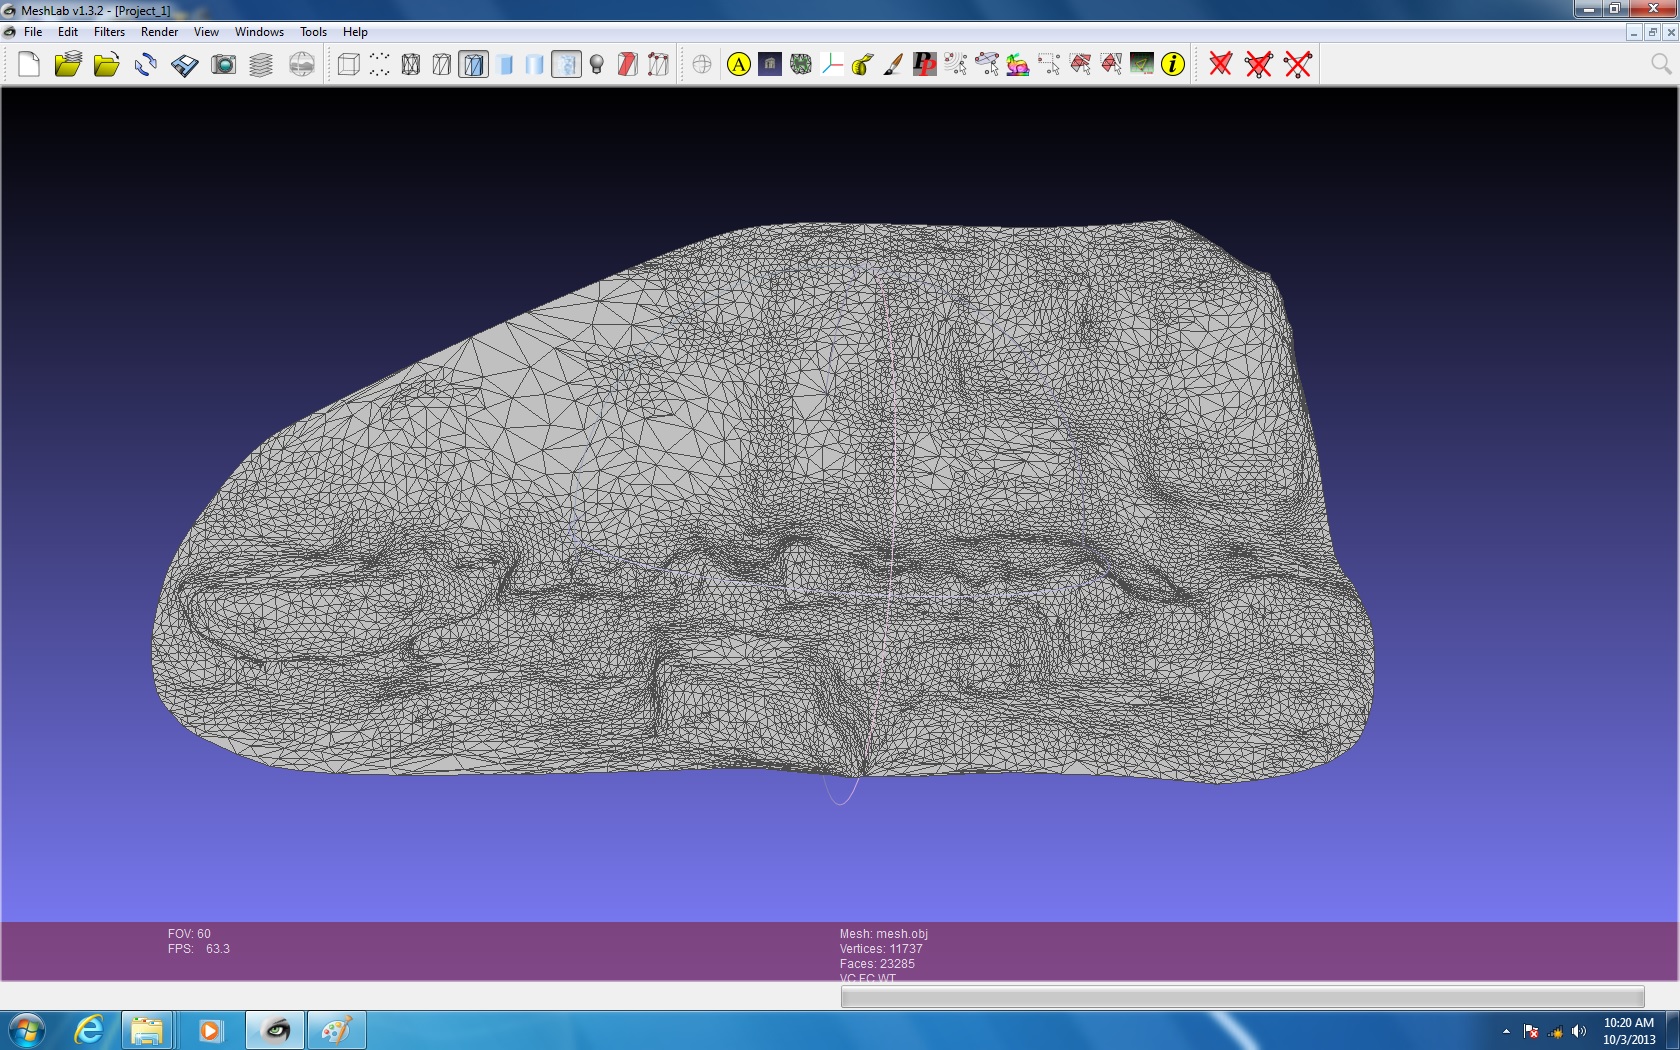 MeshLab v1.3.2 - [Project_1]
File Edit Filters Render View Windows Tools Help
A
i
FOV: 60
FPS: 63.3
Mesh: mesh.obj
Vertices: 11737
Faces: 23285
VC FC WT
10:20 AM
10/3/2013